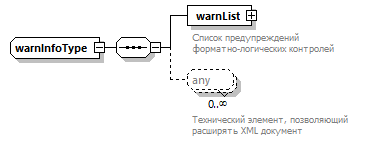 warnList
Список предупреждений
форматно-логических контролей
warnInfoType
any
0..∞
Технический элемент, позволяющий
расширять XML документ